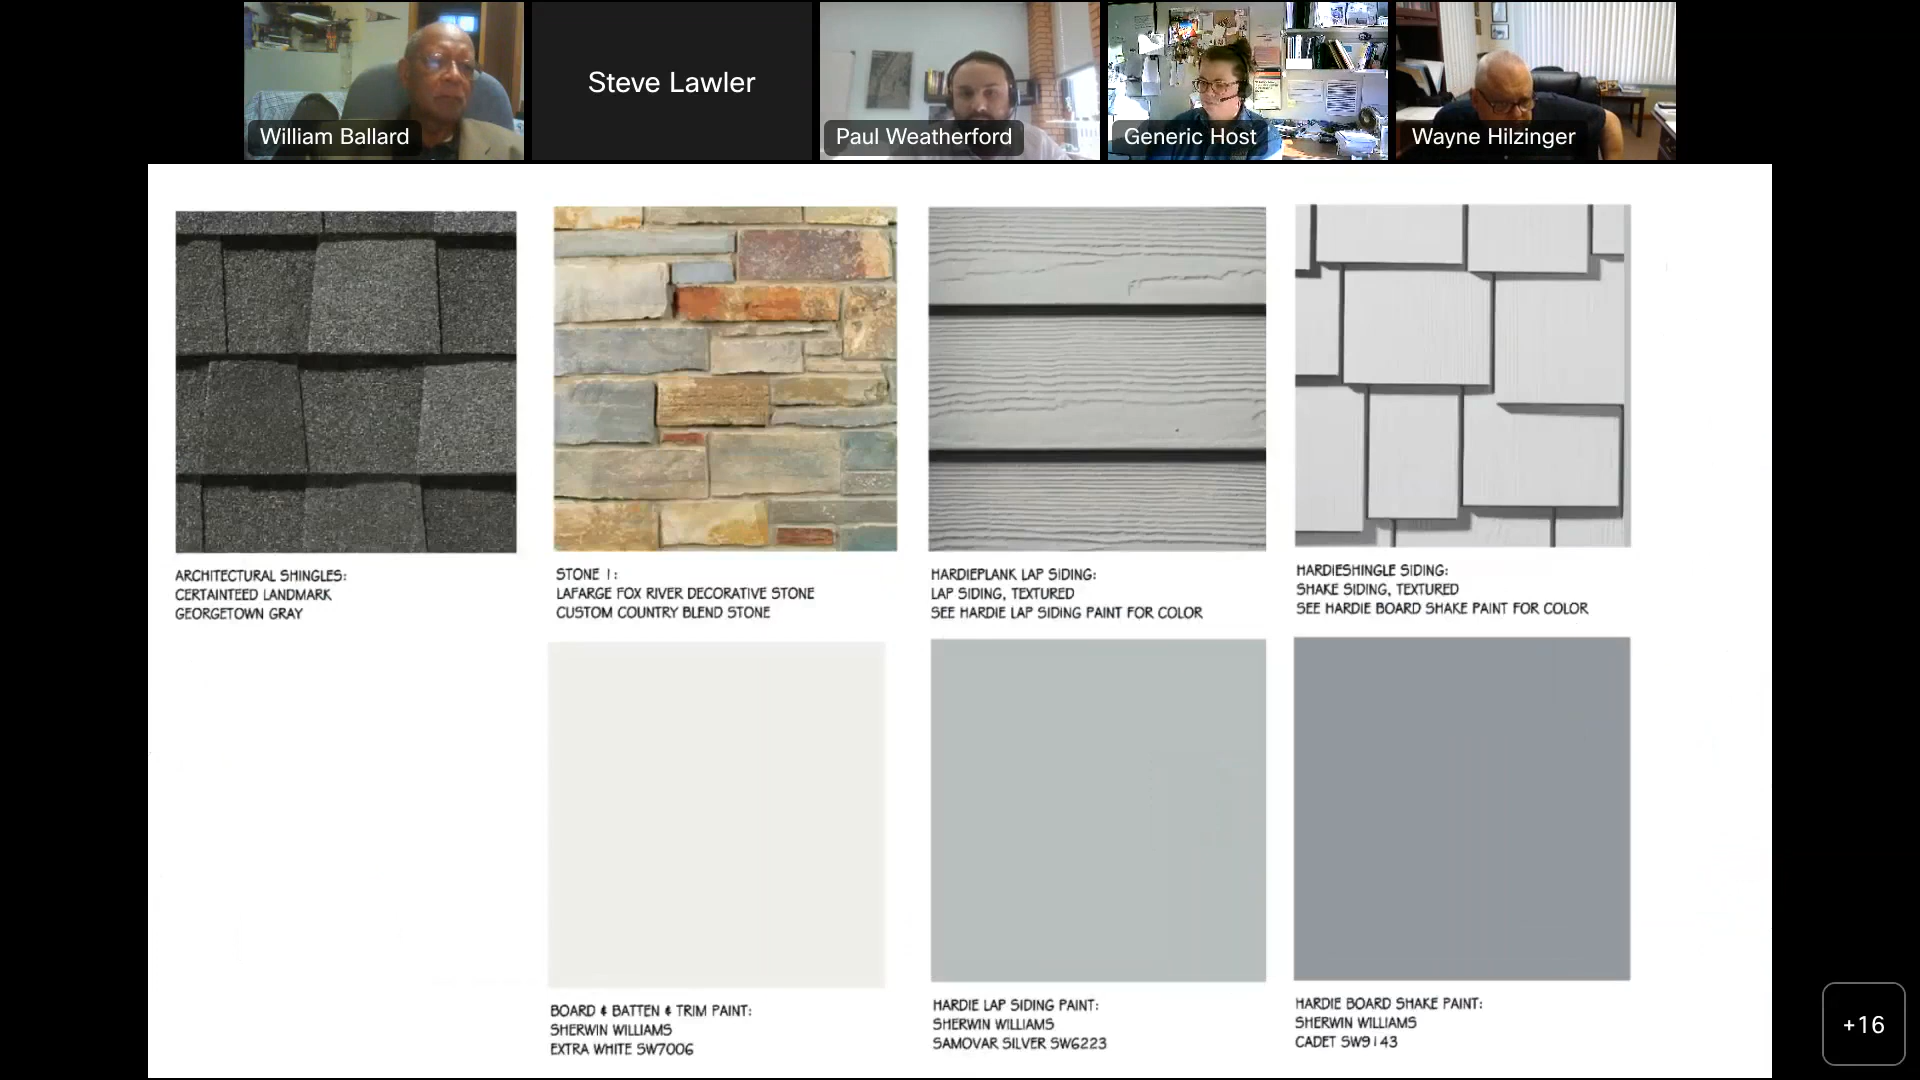 William Ballard
Steve Lawler
Paul Weatherford
Generic Host
Wayne Hilzinger
ARCHITECTURAL SHINGLES:
CERTAINTEED LANDMARK
GEORGETOWN GRAY
STONE 1:
LAFARGE FOX RIVER DECORATIVE STONE
CUSTOM COUNTRY BLEND STONE
HARDIEPLANK LAP SIDING:
LAP SIDING, TEXTURED
SEE HARDIE LAP SIDING PAINT FOR COLOR
HARDIESHINGLE SIDING:
SHAKE SIDING, TEXTURED
SEE HARDIE BOARD SHAKE PAINT FOR COLOR
BOARD & BATTEN & TRIM PAINT:
SHERWIN WILLIAMS
EXTRA WHITE SW7006
HARDIE LAP SIDING PAINT:
SHERWIN WILLIAMS
SAMOVAR SILVER SW6223
HARDIE BOARD SHAKE PAINT:
SHERWIN WILLIAMS
CADET SW9143
+16